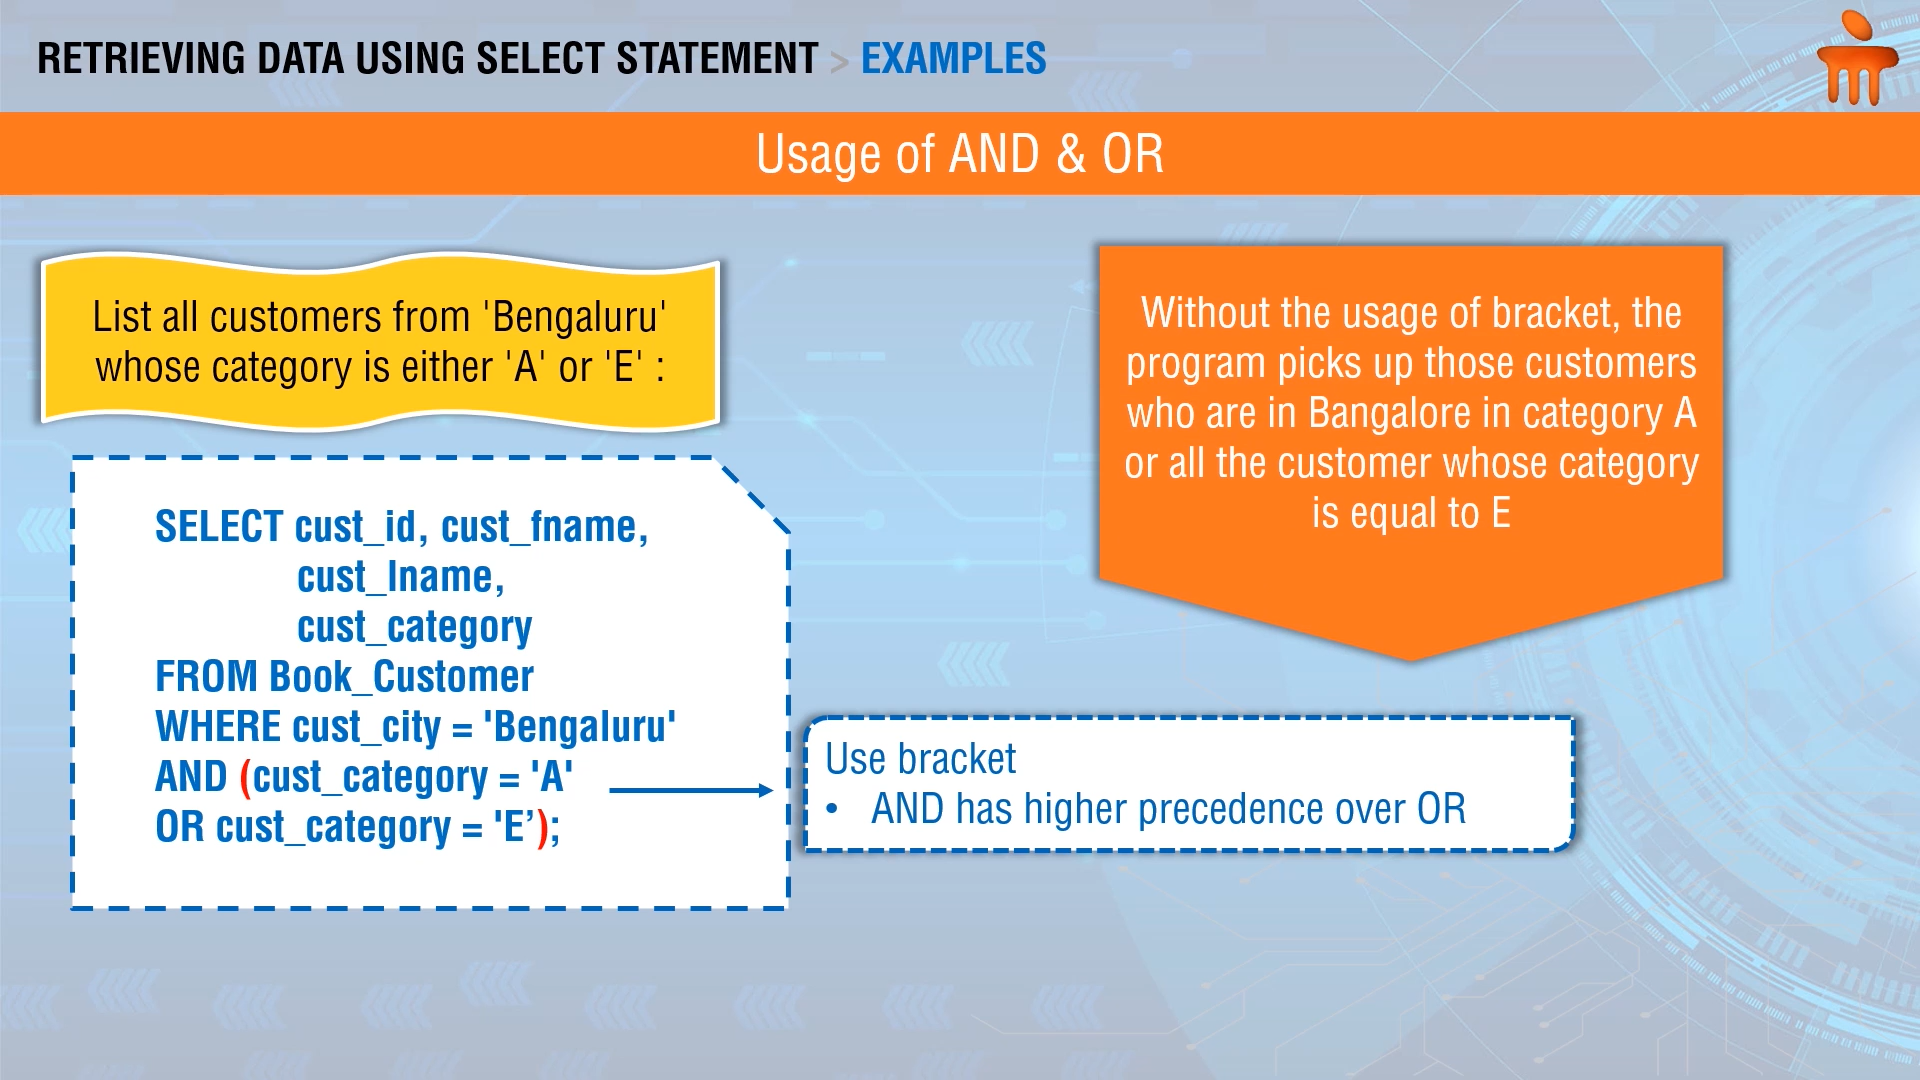 RETRIEVING DATA USING SELECT STATEMENT > EXAMPLES
Usage of AND & OR
List all customers from 'Bengaluru'
whose category is either 'A' or 'E' :
SELECT cust_id, cust_fname,
cust_lname,
cust_category
FROM Book_Customer
WHERE cust_city = 'Bengaluru'
AND (cust_category = 'A'
OR cust_category = 'E’);
Without the usage of bracket, the
program picks up those customers
who are in Bangalore in category A
or all the customer whose category
is equal to E
Use bracket
• AND has higher precedence over OR